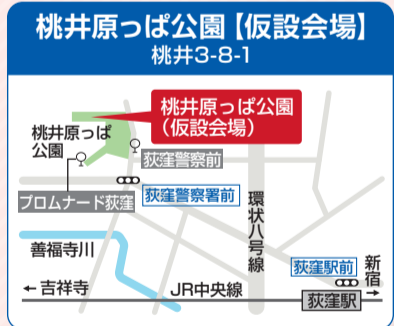 桃井原っぱ公園【仮設会場】
桃井3-8-1
桃井原っぱ公園
(仮設会場)
桃井原っぱ
公園
荻窪警察前
プロムナード荻窪
荻窪警察署前
環状八号線
善福寺川
荻窪駅前
新宿
←吉祥寺
JR中央線
→
荻窪駅